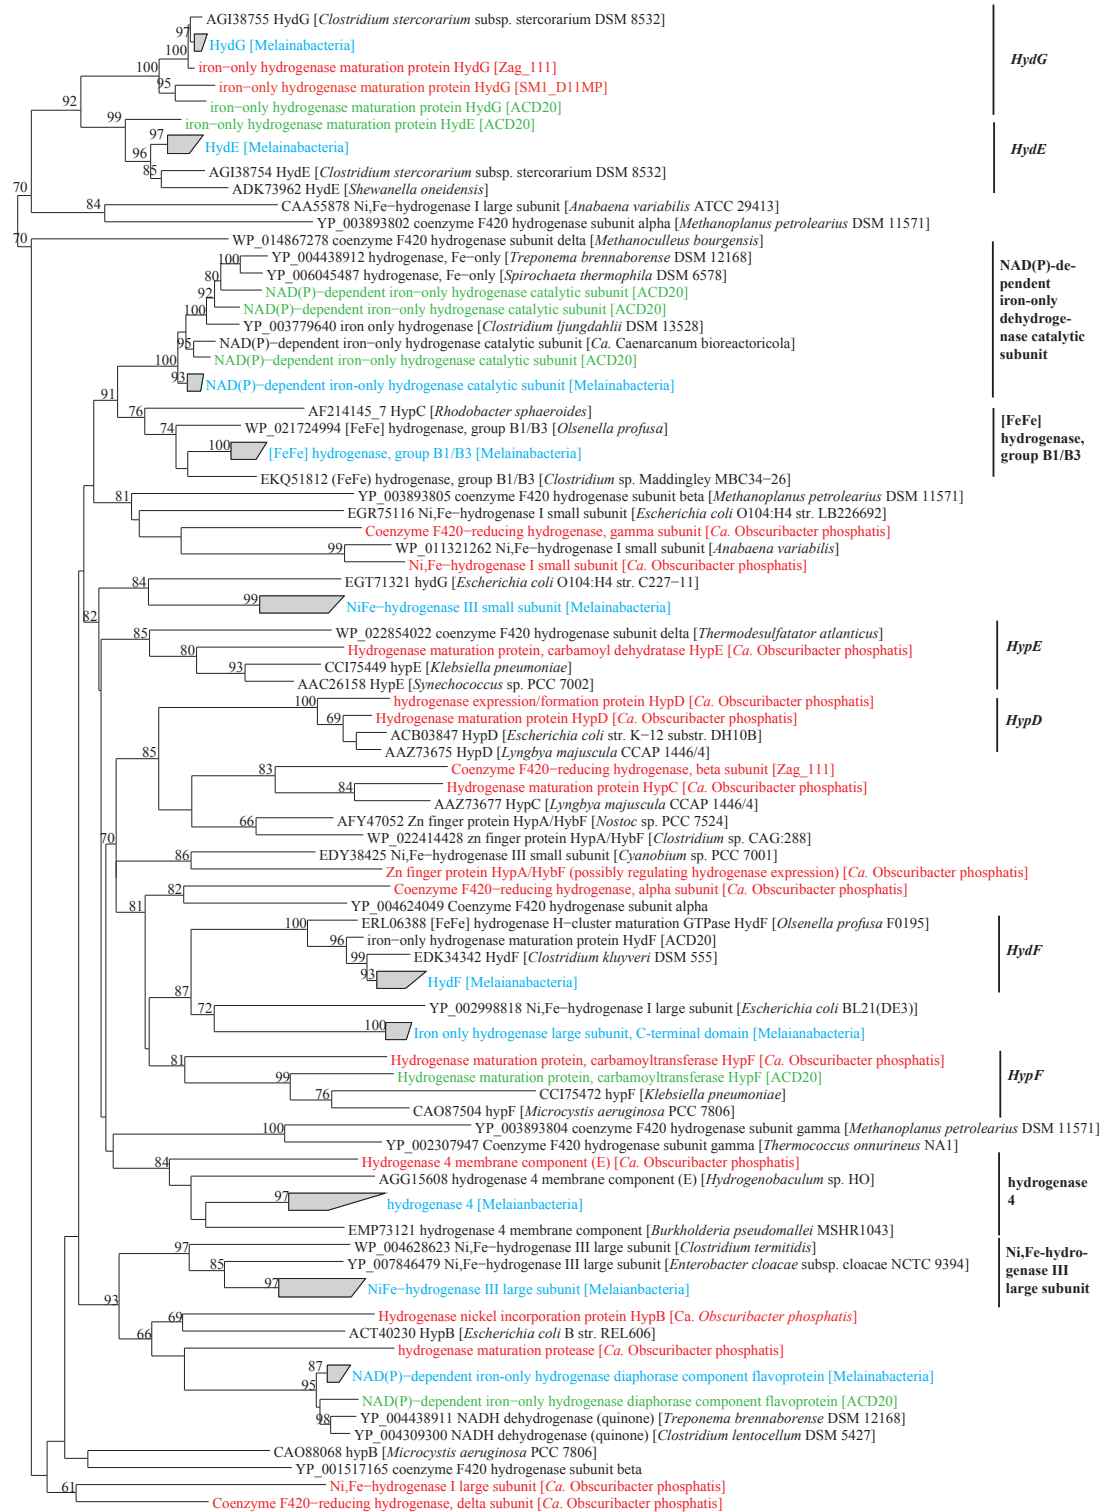 AGI38755 HydG [Clostridium stercorarium subsp. stercorarium DSM 8532]
97
HydG [Melainabacteria]
HydG
100
100
iron−only hydrogenase maturation protein HydG [Zag_111]
95
iron−only hydrogenase maturation protein HydG [SM1_D11MP]
92
iron−only hydrogenase maturation protein HydG [ACD20]
99
iron−only hydrogenase maturation protein HydE [ACD20]
97
HydE [Melainabacteria]
HydE
96
85
AGI38754 HydE [Clostridium stercorarium subsp. stercorarium DSM 8532]
70
ADK73962 HydE [Shewanella oneidensis]
84
CAA55878 Ni,Fe−hydrogenase I large subunit [Anabaena variabilis ATCC 29413]
YP_003893802 coenzyme F420 hydrogenase subunit alpha [Methanoplanus petrolearius DSM 11571]
70
WP_014867278 coenzyme F420 hydrogenase subunit delta [Methanoculleus bourgensis]
100
YP_004438912 hydrogenase, Fe−only [Treponema brennaborense DSM 12168]
80
YP_006045487 hydrogenase, Fe−only [Spirochaeta thermophila DSM 6578]
92
NAD(P)−dependent iron−only hydrogenase catalytic subunit [ACD20]
100
NAD(P)−dependent iron−only hydrogenase catalytic subunit [ACD20]
YP_003779640 iron only hydrogenase [Clostridium ljungdahlii DSM 13528]
95
NAD(P)−dependent iron−only hydrogenase catalytic subunit [Ca. Caenarcanum bioreactoricola]
100
NAD(P)−dependent iron−only hydrogenase catalytic subunit [ACD20]
93
NAD(P)−dependent iron-only hydrogenase catalytic subunit [Melainabacteria]
NAD(P)-de-
pendent
iron-only
dehydroge-
nase catalytic
subunit
91
76
AF214145_7 HypC [Rhodobacter sphaeroides]
74
WP_021724994 [FeFe] hydrogenase, group B1/B3 [Olsenella profusa]
100
[FeFe] hydrogenase, group B1/B3 [Melainabacteria]
EKQ51812 (FeFe) hydrogenase, group B1/B3 [Clostridium sp. Maddingley MBC34−26]
[FeFe]
hydrogenase,
group B1/B3
81
YP_003893805 coenzyme F420 hydrogenase subunit beta [Methanoplanus petrolearius DSM 11571]
EGR75116 Ni,Fe−hydrogenase I small subunit [Escherichia coli O104:H4 str. LB226692]
Coenzyme F420−reducing hydrogenase, gamma subunit [Ca. Obscuribacter phosphatis]
99
WP_011321262 Ni,Fe−hydrogenase I small subunit [Anabaena variabilis]
Ni,Fe−hydrogenase I small subunit [Ca. Obscuribacter phosphatis]
84
EGT71321 hydG [Escherichia coli O104:H4 str. C227−11]
99
NiFe−hydrogenase III small subunit [Melainabacteria]
82
85
WP_022854022 coenzyme F420 hydrogenase subunit delta [Thermodesulfatator atlanticus]
80
Hydrogenase maturation protein, carbamoyl dehydratase HypE [Ca. Obscuribacter phosphatis]
HypE
93
CCI75449 hypE [Klebsiella pneumoniae]
AAC26158 HypE [Synechococcus sp. PCC 7002]
100
hydrogenase expression/formation protein HypD [Ca. Obscuribacter phosphatis]
69
Hydrogenase maturation protein HypD [Ca. Obscuribacter phosphatis]
HypD
ACB03847 HypD [Escherichia coli str. K−12 substr. DH10B]
85
AAZ73675 HypD [Lyngbya majuscula CCAP 1446/4]
83
Coenzyme F420−reducing hydrogenase, beta subunit [Zag_111]
84
Hydrogenase maturation protein HypC [Ca. Obscuribacter phosphatis]
AAZ73677 HypC [Lyngbya majuscula CCAP 1446/4]
66
AFY47052 Zn finger protein HypA/HybF [Nostoc sp. PCC 7524]
70
WP_022414428 zn finger protein HypA/HybF [Clostridium sp. CAG:288]
86
EDY38425 Ni,Fe−hydrogenase III small subunit [Cyanobium sp. PCC 7001]
Zn finger protein HypA/HybF (possibly regulating hydrogenase expression) [Ca. Obscuribacter phosphatis]
82
Coenzyme F420−reducing hydrogenase, alpha subunit [Ca. Obscuribacter phosphatis]
81
YP_004624049 Coenzyme F420 hydrogenase subunit alpha
100
ERL06388 [FeFe] hydrogenase H−cluster maturation GTPase HydF [Olsenella profusa F0195]
96
iron−only hydrogenase maturation protein HydF [ACD20]
HydF
99
EDK34342 HydF [Clostridium kluyveri DSM 555]
93
HydF [Melaianabacteria]
87
72
YP_002998818 Ni,Fe−hydrogenase I large subunit [Escherichia coli BL21(DE3)]
100
Iron only hydrogenase large subunit, C-terminal domain [Melaianabacteria]
81
Hydrogenase maturation protein, carbamoyltransferase HypF [Ca. Obscuribacter phosphatis]
99
Hydrogenase maturation protein, carbamoyltransferase HypF [ACD20]
HypF
76
CCI75472 hypF [Klebsiella pneumoniae]
CAO87504 hypF [Microcystis aeruginosa PCC 7806]
100
YP_003893804 coenzyme F420 hydrogenase subunit gamma [Methanoplanus petrolearius DSM 11571]
YP_002307947 Coenzyme F420 hydrogenase subunit gamma [Thermococcus onnurineus NA1]
84
Hydrogenase 4 membrane component (E) [Ca. Obscuribacter phosphatis]
AGG15608 hydrogenase 4 membrane component (E) [Hydrogenobaculum sp. HO]
97
hydrogenase 4 [Melaianbacteria]
EMP73121 hydrogenase 4 membrane component [Burkholderia pseudomallei MSHR1043]
hydrogenase
4
97
WP_004628623 Ni,Fe−hydrogenase III large subunit [Clostridium termitidis]
85
YP_007846479 Ni,Fe−hydrogenase III large subunit [Enterobacter cloacae subsp. cloacae NCTC 9394]
97
NiFe−hydrogenase III large subunit [Melaianbacteria]
Ni,Fe-hydro-
genase III
large subunit
93
69
Hydrogenase nickel incorporation protein HypB [Ca. Obscuribacter phosphatis]
66
ACT40230 HypB [Escherichia coli B str. REL606]
hydrogenase maturation protease [Ca. Obscuribacter phosphatis]
87
NAD(P)−dependent iron-only hydrogenase diaphorase component flavoprotein [Melainabacteria]
95
NAD(P)−dependent iron−only hydrogenase diaphorase component flavoprotein [ACD20]
98
YP_004438911 NADH dehydrogenase (quinone) [Treponema brennaborense DSM 12168]
YP_004309300 NADH dehydrogenase (quinone) [Clostridium lentocellum DSM 5427]
CAO88068 hypB [Microcystis aeruginosa PCC 7806]
YP_001517165 coenzyme F420 hydrogenase subunit beta
61
Ni,Fe−hydrogenase I large subunit [Ca. Obscuribacter phosphatis]
Coenzyme F420−reducing hydrogenase, delta subunit [Ca. Obscuribacter phosphatis]